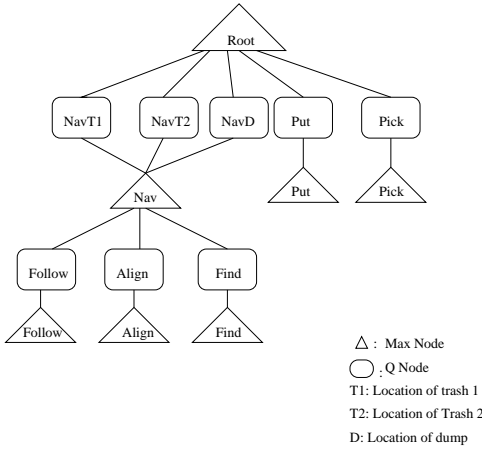 Root
NavT1 NavT2 NavD Put Pick
Nav Put Pick
Follow Align Find
Follow Align Find
: Max Node
: Q Node
T1: Location of trash 1
T2: Location of Trash 2
D: Location of dump